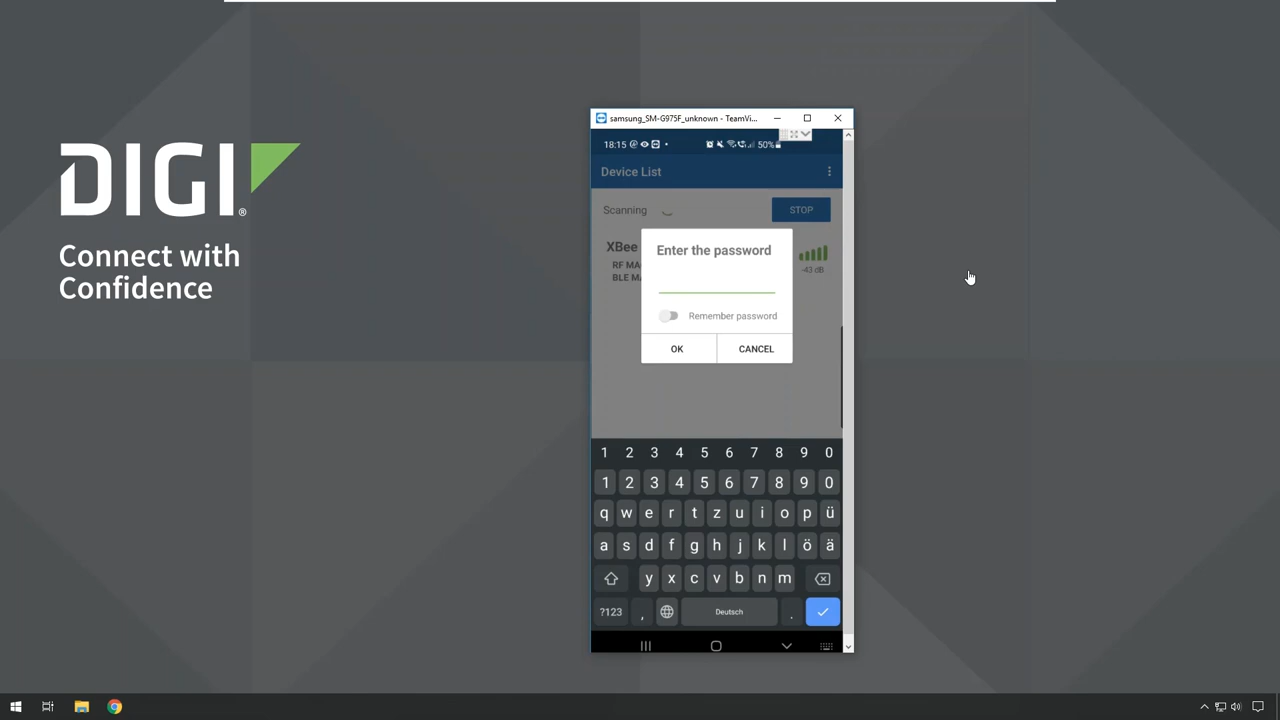 samsung_SM-G975F_unknown - TeamVi...
18:15 50%
Device List
Scanning STOP
DIGI®
Connect with
Confidence
XBee
RF MA
BLE MA
-43 dB
Enter the password
Remember password
OK CANCEL
1 2 3 4 5 6 7 8 9 0
1 2 3 4 5 6 7 8 9 0
q w e r t z u i o p ü
a s d f g h j k l ö ä
y x c v b n m
?123 , Deutsch .